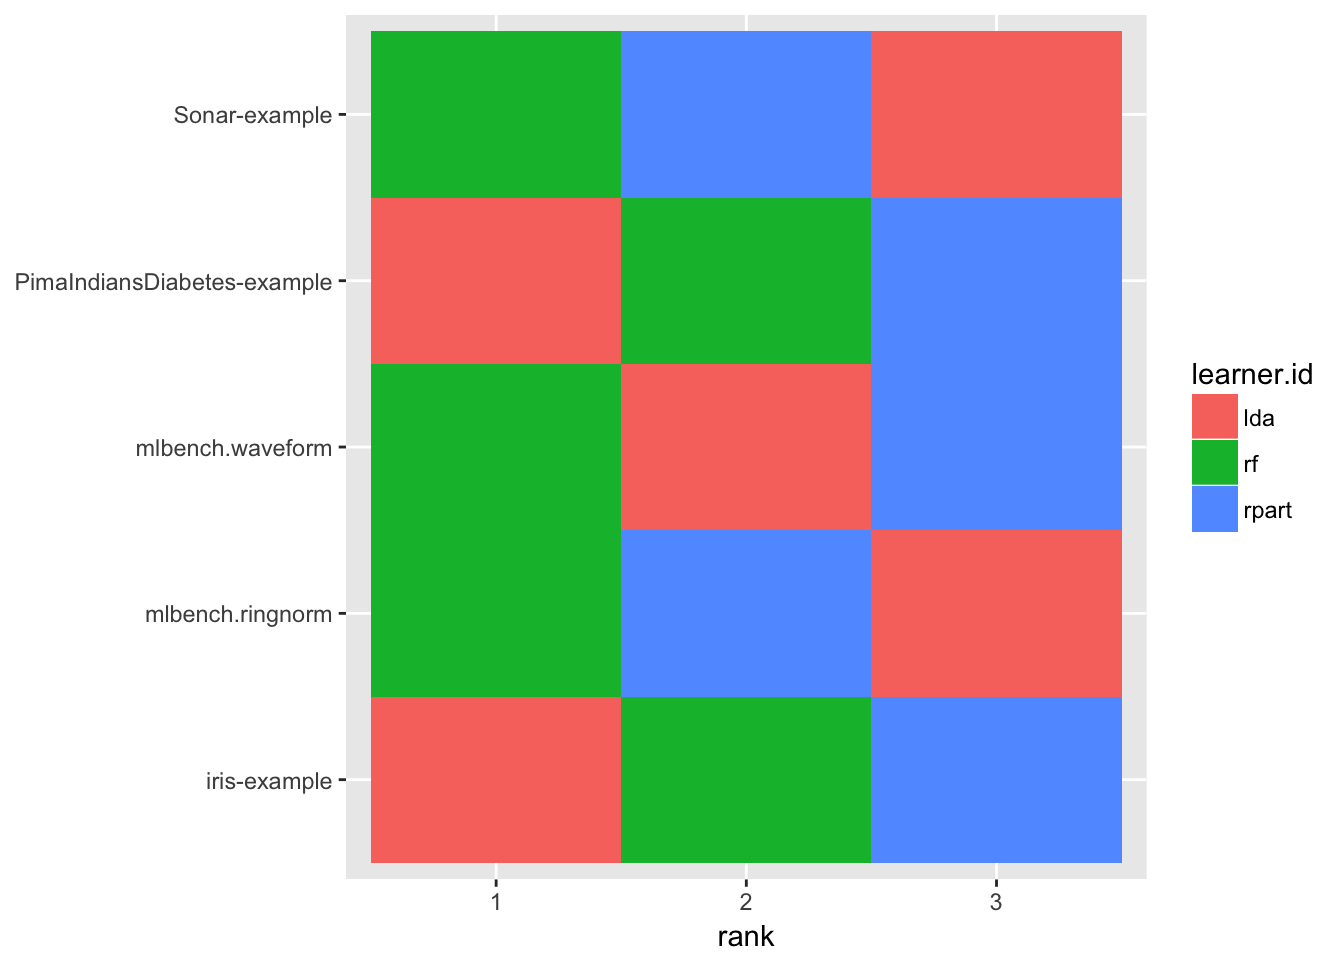 Sonar-example
PimaIndiansDiabetes-example
mlbench.waveform
mlbench.ringnorm
iris-example
1 2 3
rank
learner.id
lda
rf
rpart